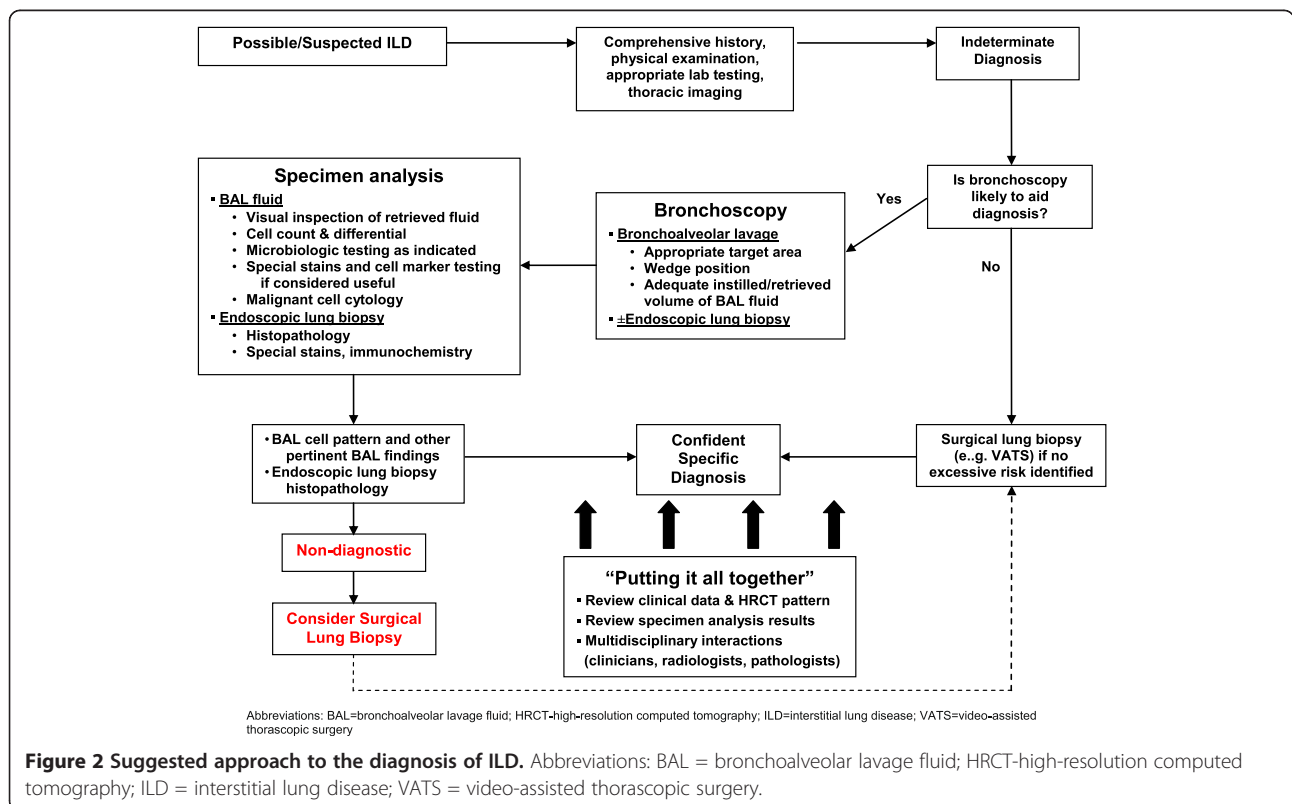 Possible/Suspected ILD
Comprehensive history,
physical examination,
appropriate lab testing,
thoracic imaging
Indeterminate
Diagnosis
Is bronchoscopy
likely to aid
diagnosis?
Yes
No
Bronchoscopy
▪ Bronchoalveolar lavage
• Appropriate target area
• Wedge position
• Adequate instilled/retrieved
volume of BAL fluid
▪ ±Endoscopic lung biopsy
Specimen analysis
▪ BAL fluid
• Visual inspection of retrieved fluid
• Cell count & differential
• Microbiologic testing as indicated
• Special stains and cell marker testing
if considered useful
• Malignant cell cytology
▪ Endoscopic lung biopsy
• Histopathology
• Special stains, immunochemistry
• BAL cell pattern and other
pertinent BAL findings
• Endoscopic lung biopsy
histopathology
Confident
Specific
Diagnosis
Surgical lung biopsy
(e..g. VATS) if no
excessive risk identified
Non-diagnostic
Consider Surgical
Lung Biopsy
“Putting it all together”
▪ Review clinical data & HRCT pattern
▪ Review specimen analysis results
▪ Multidisciplinary interactions
(clinicians, radiologists, pathologists)
Abbreviations: BAL=bronchoalveolar lavage fluid; HRCT-high-resolution computed tomography; ILD=interstitial lung disease; VATS=video-assisted
thorascopic surgery
Figure 2 Suggested approach to the diagnosis of ILD. Abbreviations: BAL = bronchoalveolar lavage fluid; HRCT-high-resolution computed
tomography; ILD = interstitial lung disease; VATS = video-assisted thorascopic surgery.